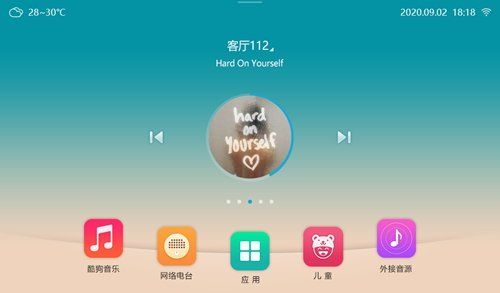 28~30℃
2020.09.02 18:18
客厅112
Hard On Yourself
hard
on
yourself
酷狗音乐
网络电台
应用
儿童
外接音源